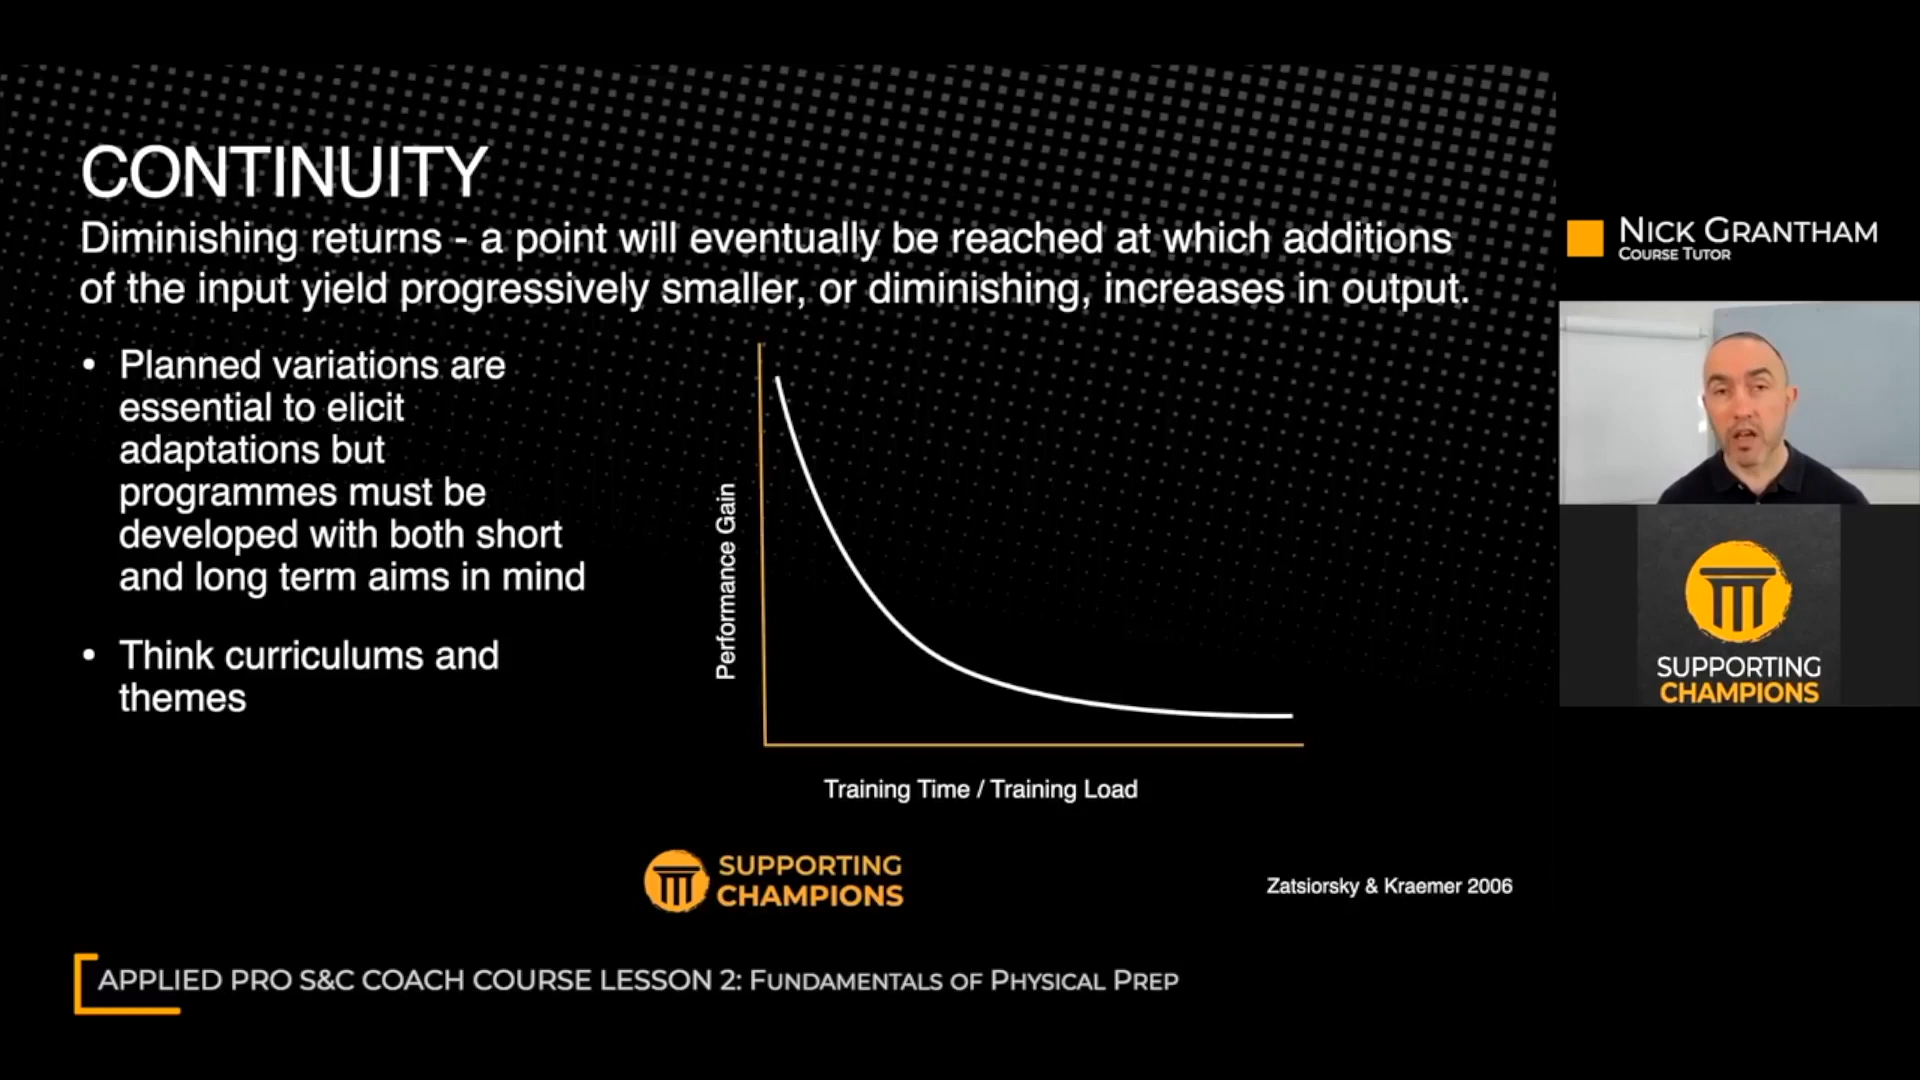 CONTINUITY
Diminishing returns - a point will eventually be reached at which additions
of the input yield progressively smaller, or diminishing, increases in output.
• Planned variations are
essential to elicit
adaptations but
programmes must be
developed with both short
and long term aims in mind
• Think curriculums and
themes
Performance Gain
Training Time / Training Load
SUPPORTING
CHAMPIONS
Zatsiorsky & Kraemer 2006
APPLIED PRO S&C COACH COURSE LESSON 2: FUNDAMENTALS OF PHYSICAL PREP
NICK GRANTHAM
COURSE TUTOR
SUPPORTING
CHAMPIONS